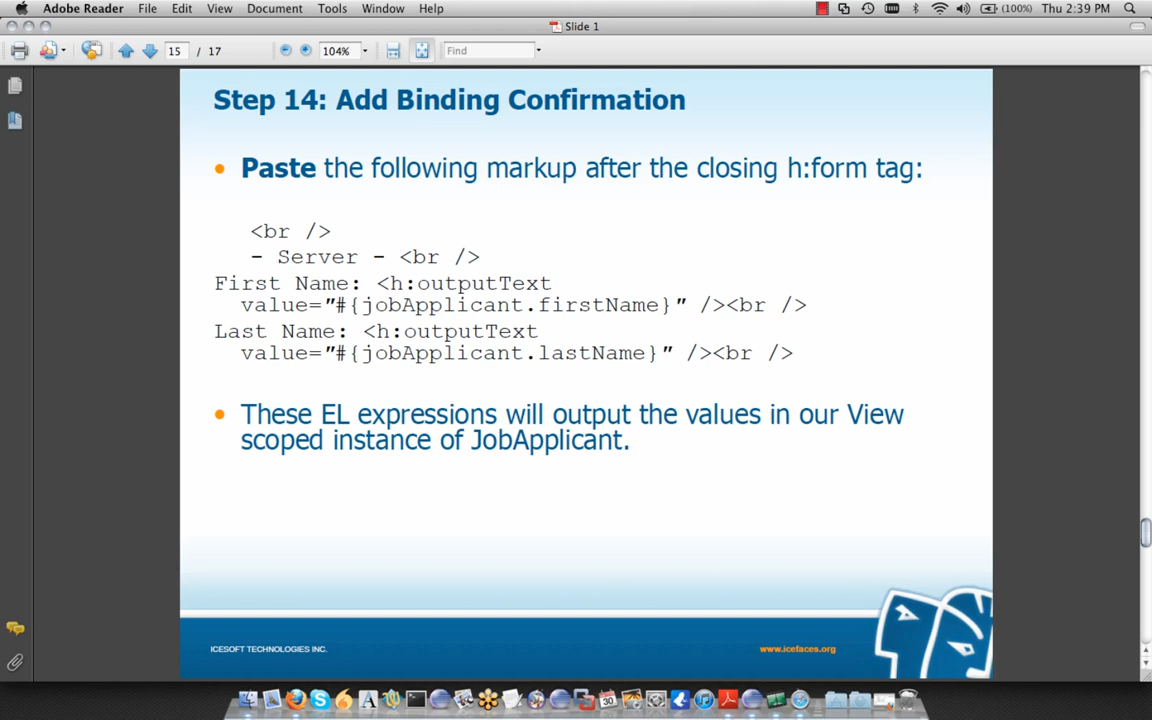 Adobe Reader File Edit View Document Tools Window Help (100%) Thu 2:39 PM
Slide 1
15 / 17 104% Find
Step 14: Add Binding Confirmation
• Paste the following markup after the closing h:form tag:
<br />
- Server - <br />
First Name: <h:outputText
value="#{jobApplicant.firstName}" /><br />
Last Name: <h:outputText
value="#{jobApplicant.lastName}" /><br />
• These EL expressions will output the values in our View
scoped instance of JobApplicant.
ICESOFT TECHNOLOGIES INC. www.icefaces.org
30